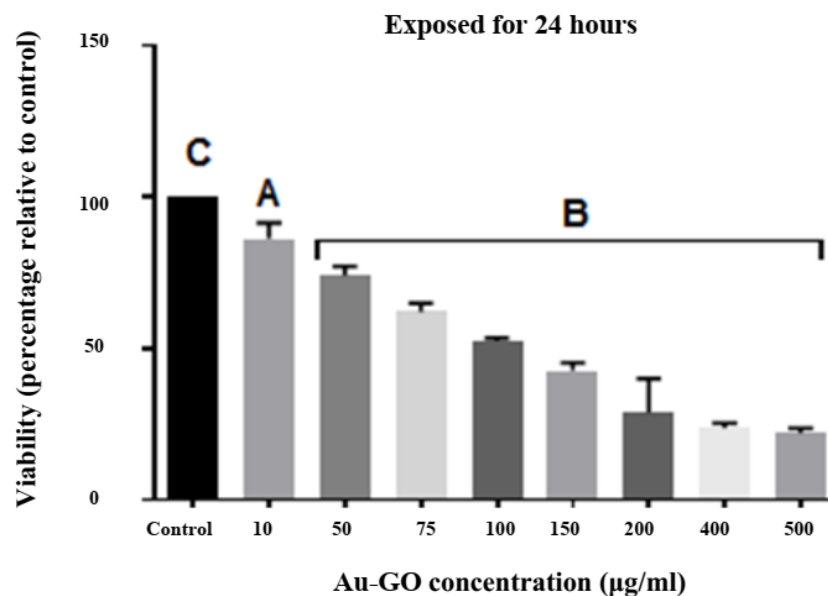 Exposed for 24 hours
Viability (percentage relative to control)
150
100
50
0
C
A
B
Control 10 50 75 100 150 200 400 500
Au-GO concentration (μg/ml)